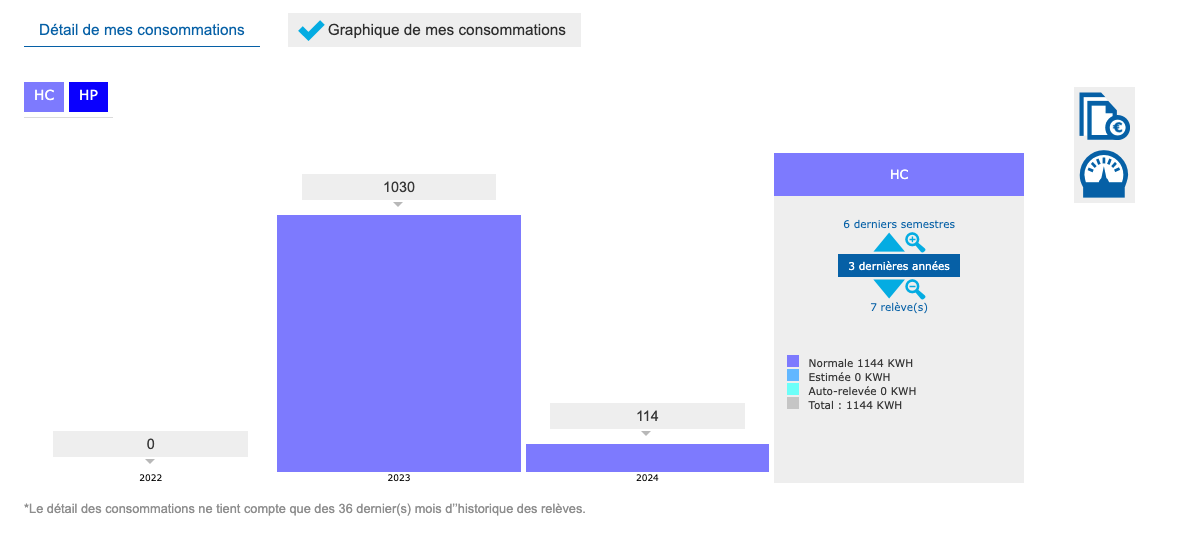 Détail de mes consommations
Graphique de mes consommations
HC HP
HC
1030
6 derniers semestres
3 dernières années
7 relève(s)
Normale 1144 KWH
Estimée 0 KWH
Auto-relevée 0 KWH
Total : 1144 KWH
114
0
2022 2023 2024
*Le détail des consommations ne tient compte que des 36 dernier(s) mois d''historique des relèves.